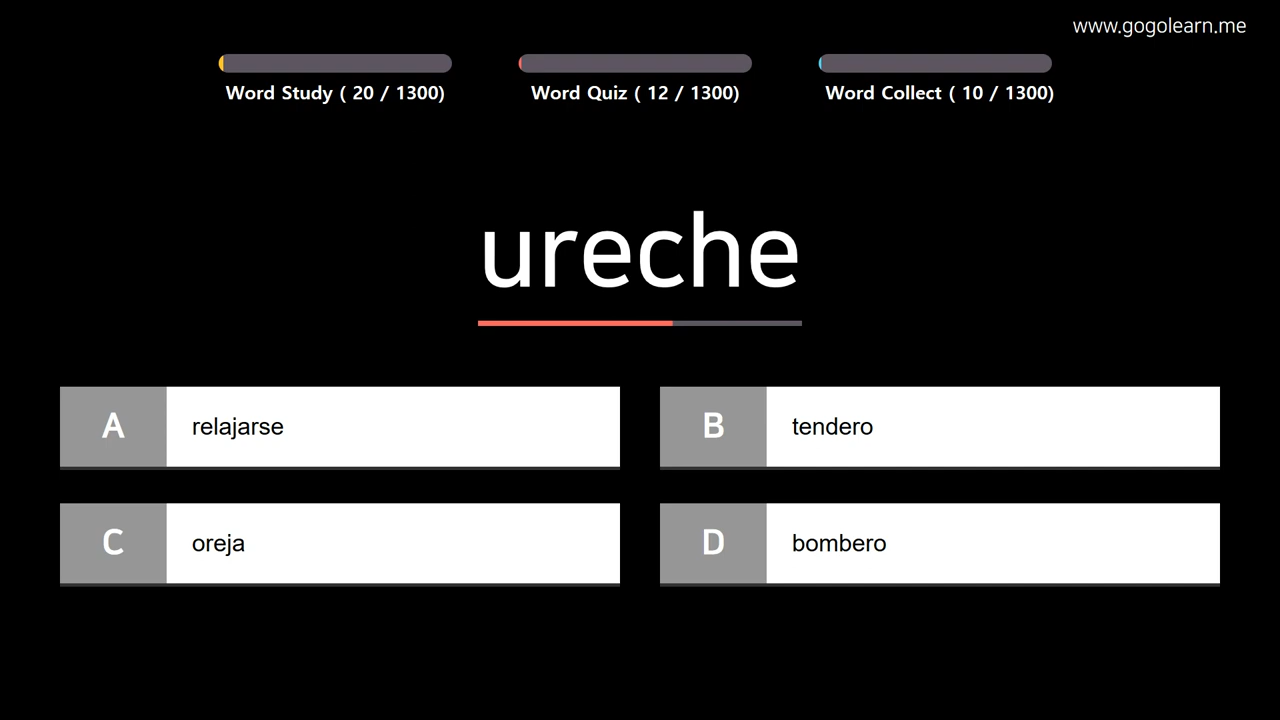 www.gogolearn.me
Word Study ( 20 / 1300)
Word Quiz ( 12 / 1300)
Word Collect ( 10 / 1300)
ureche
A relajarse
B tendero
C oreja
D bombero